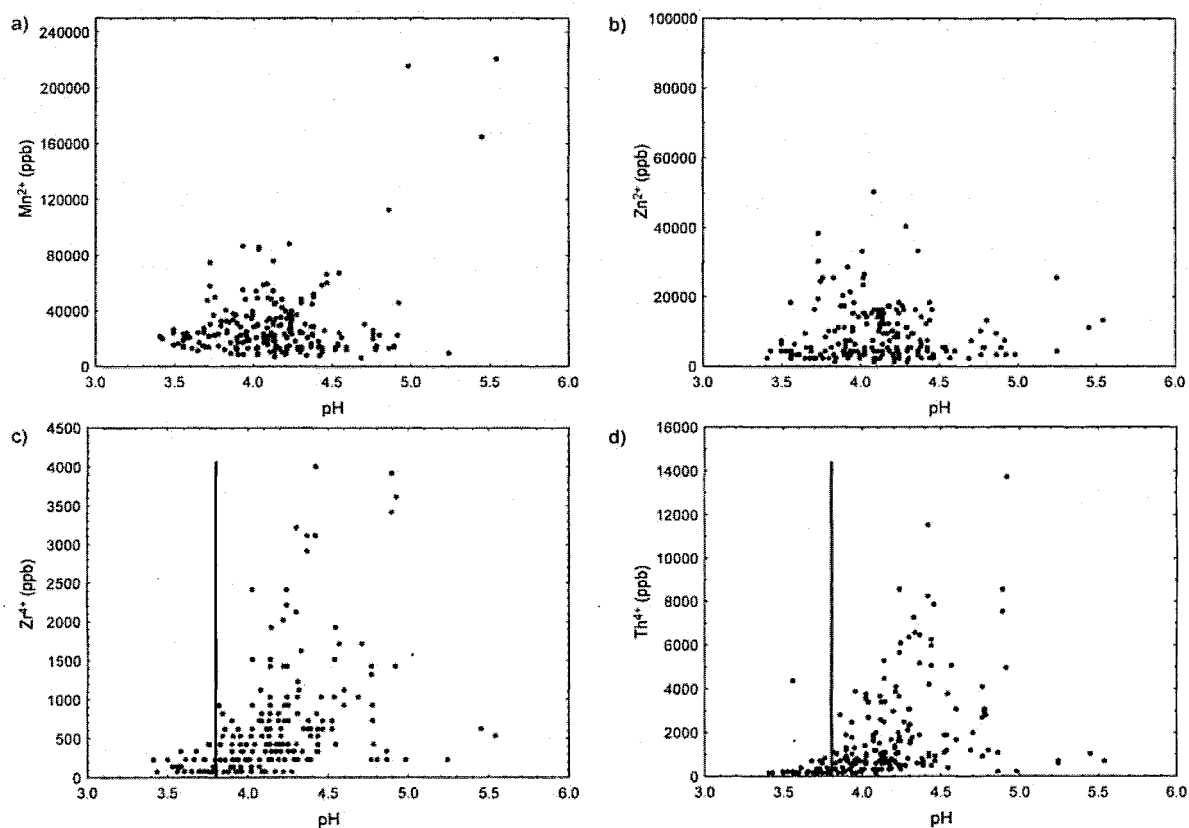 a)
240000
200000
160000
120000
80000
40000
0
Mn2+ (ppb)
3.0 3.5 4.0 4.5 5.0 5.5 6.0
pH
b)
100000
80000
60000
40000
20000
0
Zn2+ (ppb)
3.0 3.5 4.0 4.5 5.0 5.5 6.0
pH
c)
4500
4000
3500
3000
2500
2000
1500
1000
500
0
Zr4+ (ppb)
3.0 3.5 4.0 4.5 5.0 5.5 6.0
pH
d)
16000
14000
12000
10000
8000
6000
4000
2000
0
Th4+ (ppb)
3.0 3.5 4.0 4.5 5.0 5.5 6.0
pH